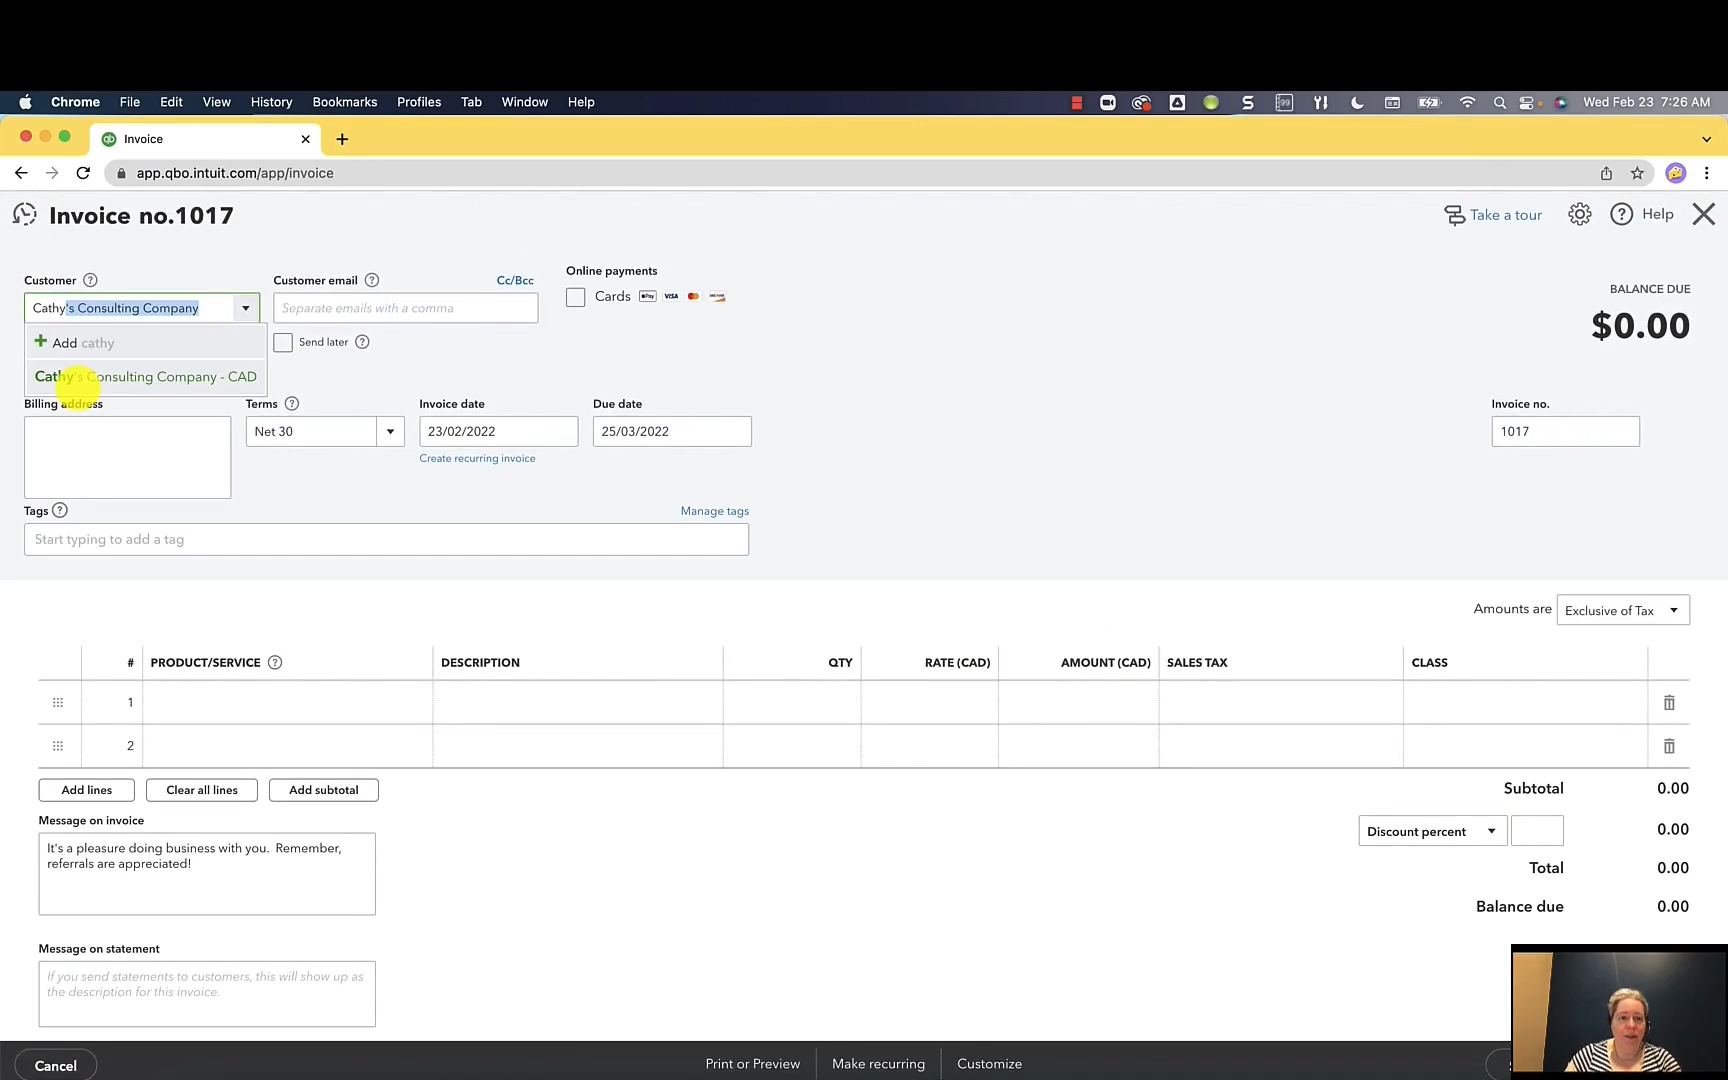 Chrome File Edit View History Bookmarks Profiles Tab Window Help Wed Feb 23 7:26 AM
Invoice
app.qbo.intuit.com/app/invoice
Invoice no.1017
Take a tour
Help
Customer
Customer email
Cc/Bcc
Online payments
Cathy's Consulting Company
Separate emails with a comma
Cards
VISA
BALANCE DUE
$0.00
Add cathy
Send later
Cathy's Consulting Company - CAD
Billing address
Terms
Invoice date
Due date
Invoice no.
Net 30
23/02/2022
25/03/2022
1017
Create recurring invoice
Tags
Manage tags
Start typing to add a tag
Amounts are
Exclusive of Tax
# PRODUCT/SERVICE DESCRIPTION QTY RATE (CAD) AMOUNT (CAD) SALES TAX CLASS
1
2
Add lines
Clear all lines
Add subtotal
Subtotal 0.00
Message on invoice
Discount percent 0.00
It's a pleasure doing business with you. Remember,
referrals are appreciated!
Total 0.00
Balance due 0.00
Message on statement
If you send statements to customers, this will show up as
the description for this invoice.
Cancel
Print or Preview
Make recurring
Customize